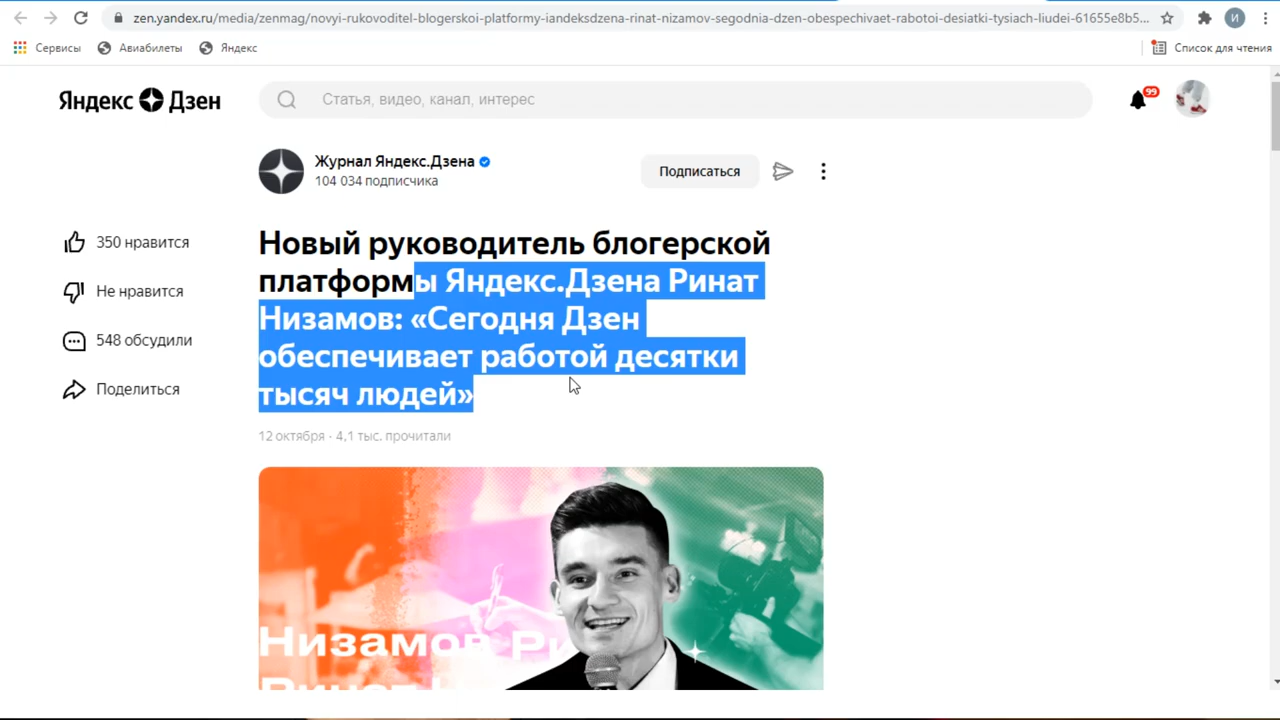 zen.yandex.ru/media/zenmag/novyi-rukovoditel-blogerskoi-platformy-iandeksdzena-rinat-nizamov-segodnia-dzen-obespechivaet-rabotoi-desiatki-tysiach-liudei-61655e8b5...
И
Сервисы
Авиабилеты
Яндекс
Список для чтения
Яндекс Дзен
Статья, видео, канал, интерес
99
Журнал Яндекс.Дзена
104 034 подписчика
Подписаться
350 нравится
Не нравится
548 обсудили
Поделиться
Новый руководитель блогерской
платформы Яндекс.Дзена Ринат
Низамов: «Сегодня Дзен
обеспечивает работой десятки
тысяч людей»
12 октября · 4,1 тыс. прочитали
Низамов Ри
Ринат